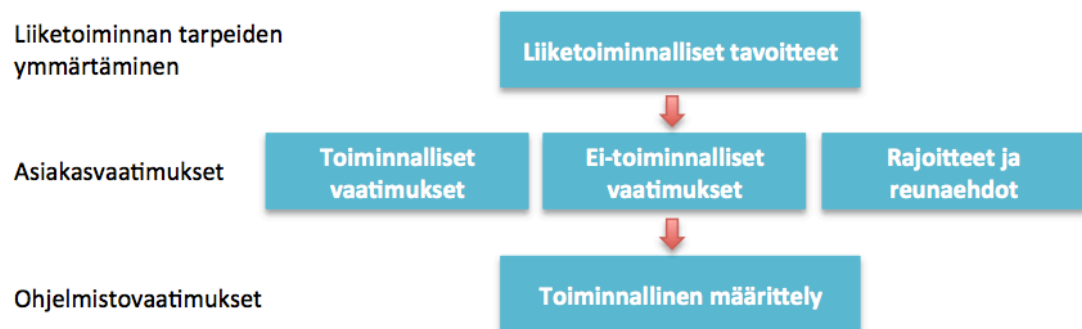 Liiketoiminnan tarpeiden
ymmärtäminen
Liiketoiminnalliset tavoitteet
Asiakasvaatimukset
Toiminnalliset
vaatimukset
Ei-toiminnalliset
vaatimukset
Rajoitteet ja
reunaehdot
Ohjelmistovaatimukset
Toiminnallinen määrittely